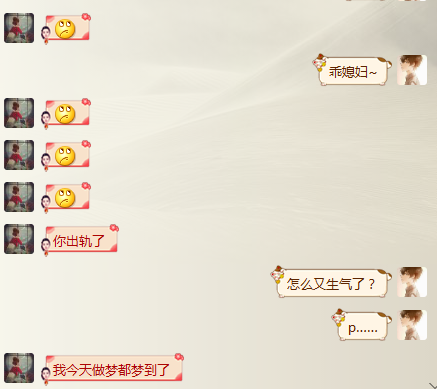 乖媳妇~
你出轨了
怎么又生气了？
p......
我今天做梦都梦到了